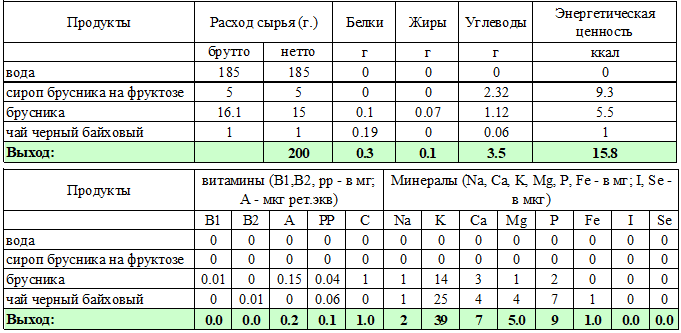 Продукты Расход сырья (г.) Белки Жиры Углеводы Энергетическая ценность
брутто нетто г г г ккал
вода 185 185 0 0 0 0
сироп брусника на фруктозе 5 5 0 0 2.32 9.3
брусника 16.1 15 0.1 0.07 1.12 5.5
чай черный байховый 1 1 0.19 0 0.06 1
Выход: 200 0.3 0.1 3.5 15.8
Продукты витамины (В1,В2, рр - в мг; А - мкг рет.экв) Минералы (Na, Ca, K, Mg, P, Fe - в мг; I, Se - в мкг)
B1 B2 A PP C Na K Ca Mg P Fe I Se
вода 0 0 0 0 0 0 0 0 0 0 0 0 0
сироп брусника на фруктозе 0 0 0 0 0 0 0 0 0 0 0 0 0
брусника 0.01 0 0.15 0.04 1 1 14 3 1 2 0 0 0
чай черный байховый 0 0.01 0 0.06 0 1 25 4 4 7 1 0 0
Выход: 0.0 0.0 0.2 0.1 1.0 2 39 7 5.0 9 1.0 0.0 0.0